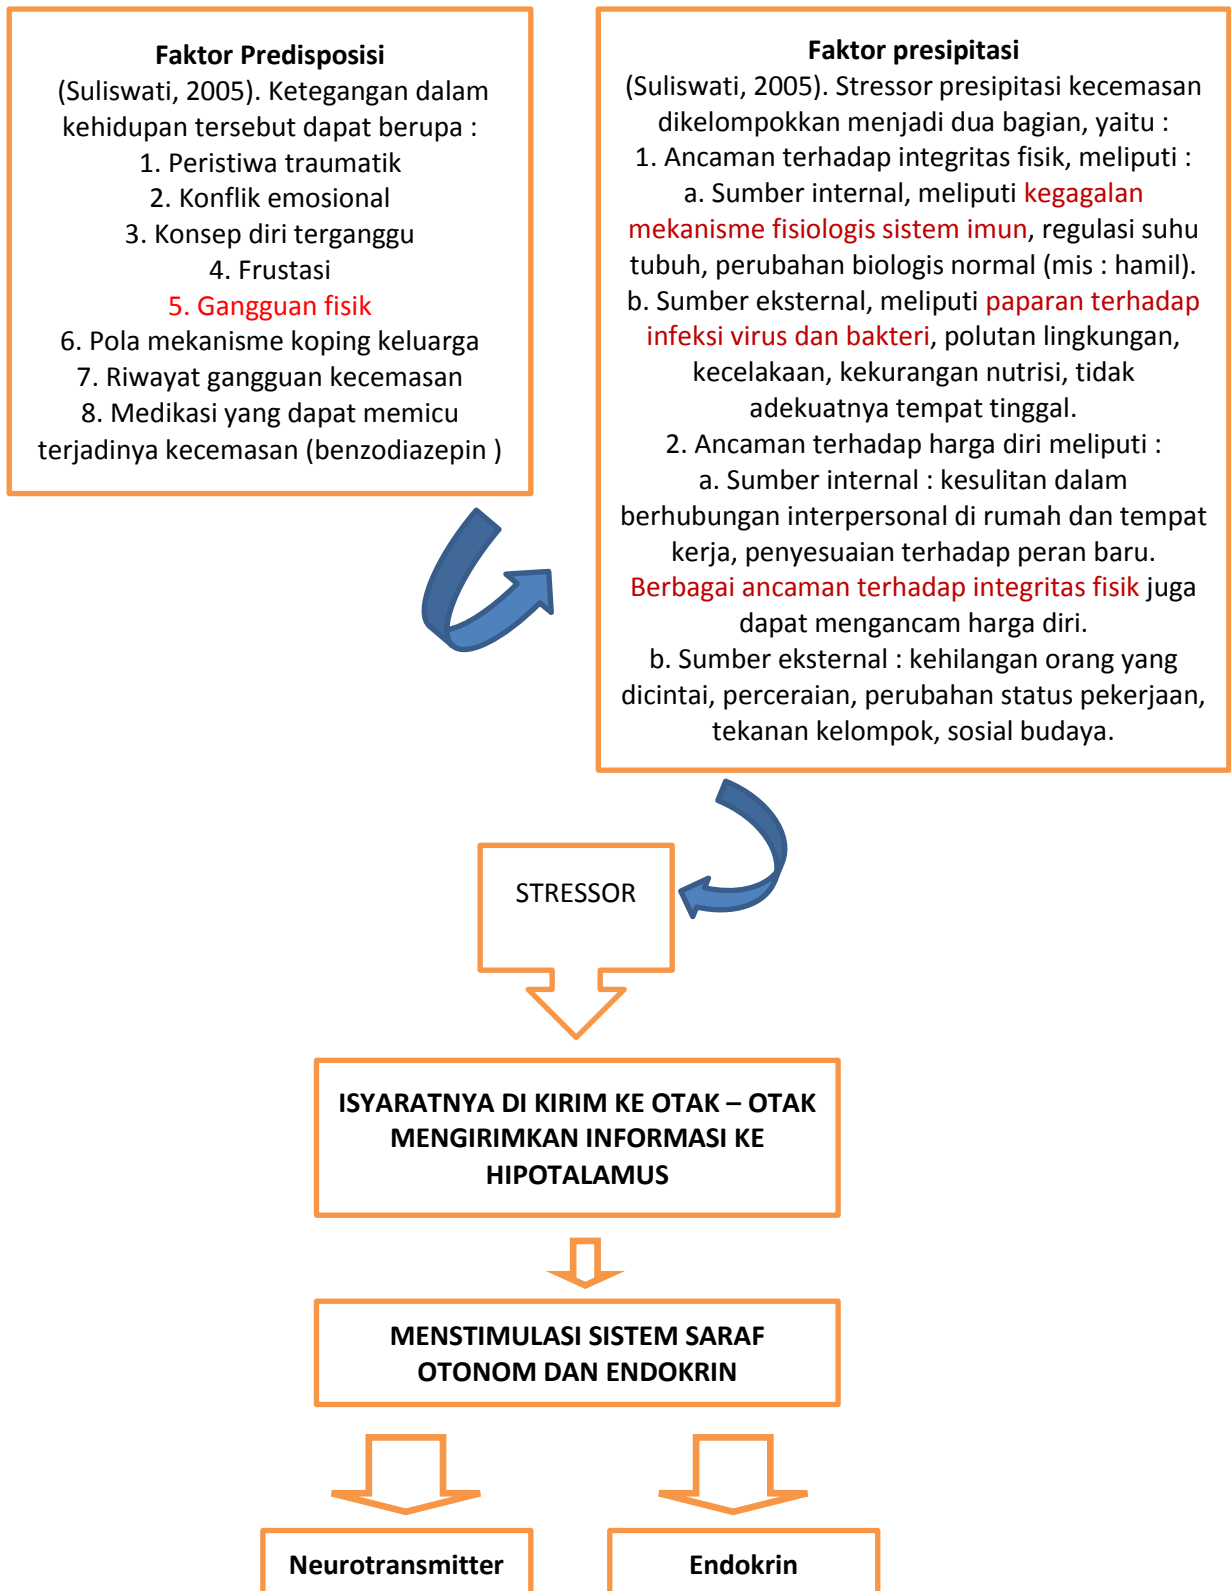 Faktor Predisposisi
(Suliswati, 2005). Ketegangan dalam
kehidupan tersebut dapat berupa :
1. Peristiwa traumatik
2. Konflik emosional
3. Konsep diri terganggu
4. Frustasi
5. Gangguan fisik
6. Pola mekanisme koping keluarga
7. Riwayat gangguan kecemasan
8. Medikasi yang dapat memicu
terjadinya kecemasan (benzodiazepin )
Faktor presipitasi
(Suliswati, 2005). Stressor presipitasi kecemasan
dikelompokkan menjadi dua bagian, yaitu :
1. Ancaman terhadap integritas fisik, meliputi :
a. Sumber internal, meliputi kegagalan
mekanisme fisiologis sistem imun, regulasi suhu
tubuh, perubahan biologis normal (mis : hamil).
b. Sumber eksternal, meliputi paparan terhadap
infeksi virus dan bakteri, polutan lingkungan,
kecelakaan, kekurangan nutrisi, tidak
adekuatnya tempat tinggal.
2. Ancaman terhadap harga diri meliputi :
a. Sumber internal : kesulitan dalam
berhubungan interpersonal di rumah dan tempat
kerja, penyesuaian terhadap peran baru.
Berbagai ancaman terhadap integritas fisik juga
dapat mengancam harga diri.
b. Sumber eksternal : kehilangan orang yang
dicintai, perceraian, perubahan status pekerjaan,
tekanan kelompok, sosial budaya.
STRESSOR
ISYARATNYA DI KIRIM KE OTAK – OTAK
MENGIRIMKAN INFORMASI KE
HIPOTALAMUS
MENSTIMULASI SISTEM SARAF
OTONOM DAN ENDOKRIN
Neurotransmitter
Endokrin